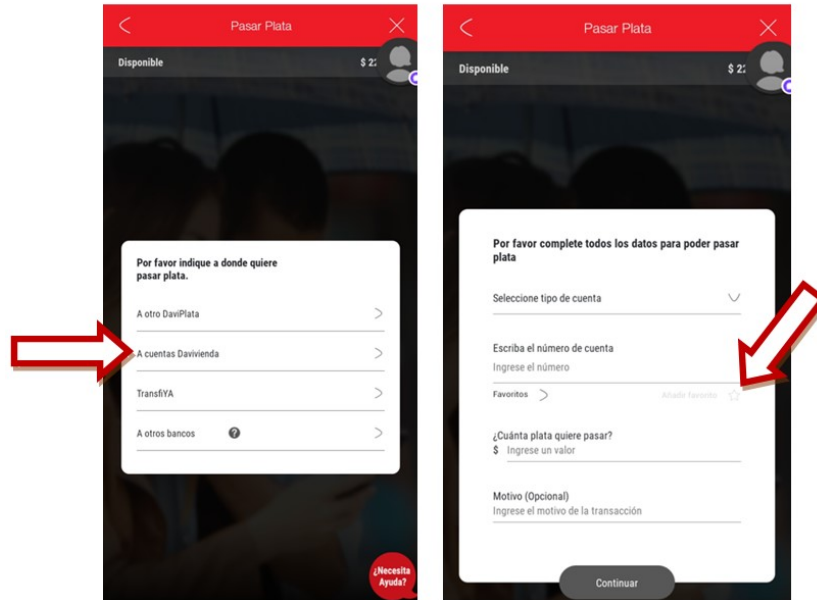 Pasar Plata
Disponible $ 22
Por favor indique a donde quiere
pasar plata.
A otro DaviPlata
A cuentas Davivienda
TransfiYA
A otros bancos ?
¿Necesita
Ayuda?
Pasar Plata
Disponible $ 22
Por favor complete todos los datos para poder pasar
plata
Seleccione tipo de cuenta
Escriba el número de cuenta
Ingrese el número
Favoritos Añadir favorito
¿Cuánta plata quiere pasar?
$ Ingrese un valor
Motivo (Opcional)
Ingrese el motivo de la transacción
Continuar